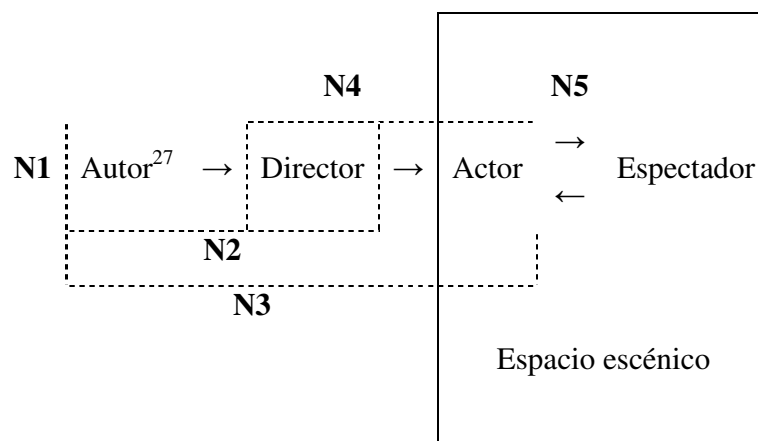 N4 N5
N1 Autor²⁷ → Director → Actor → Espectador
←
N2
N3
Espacio escénico